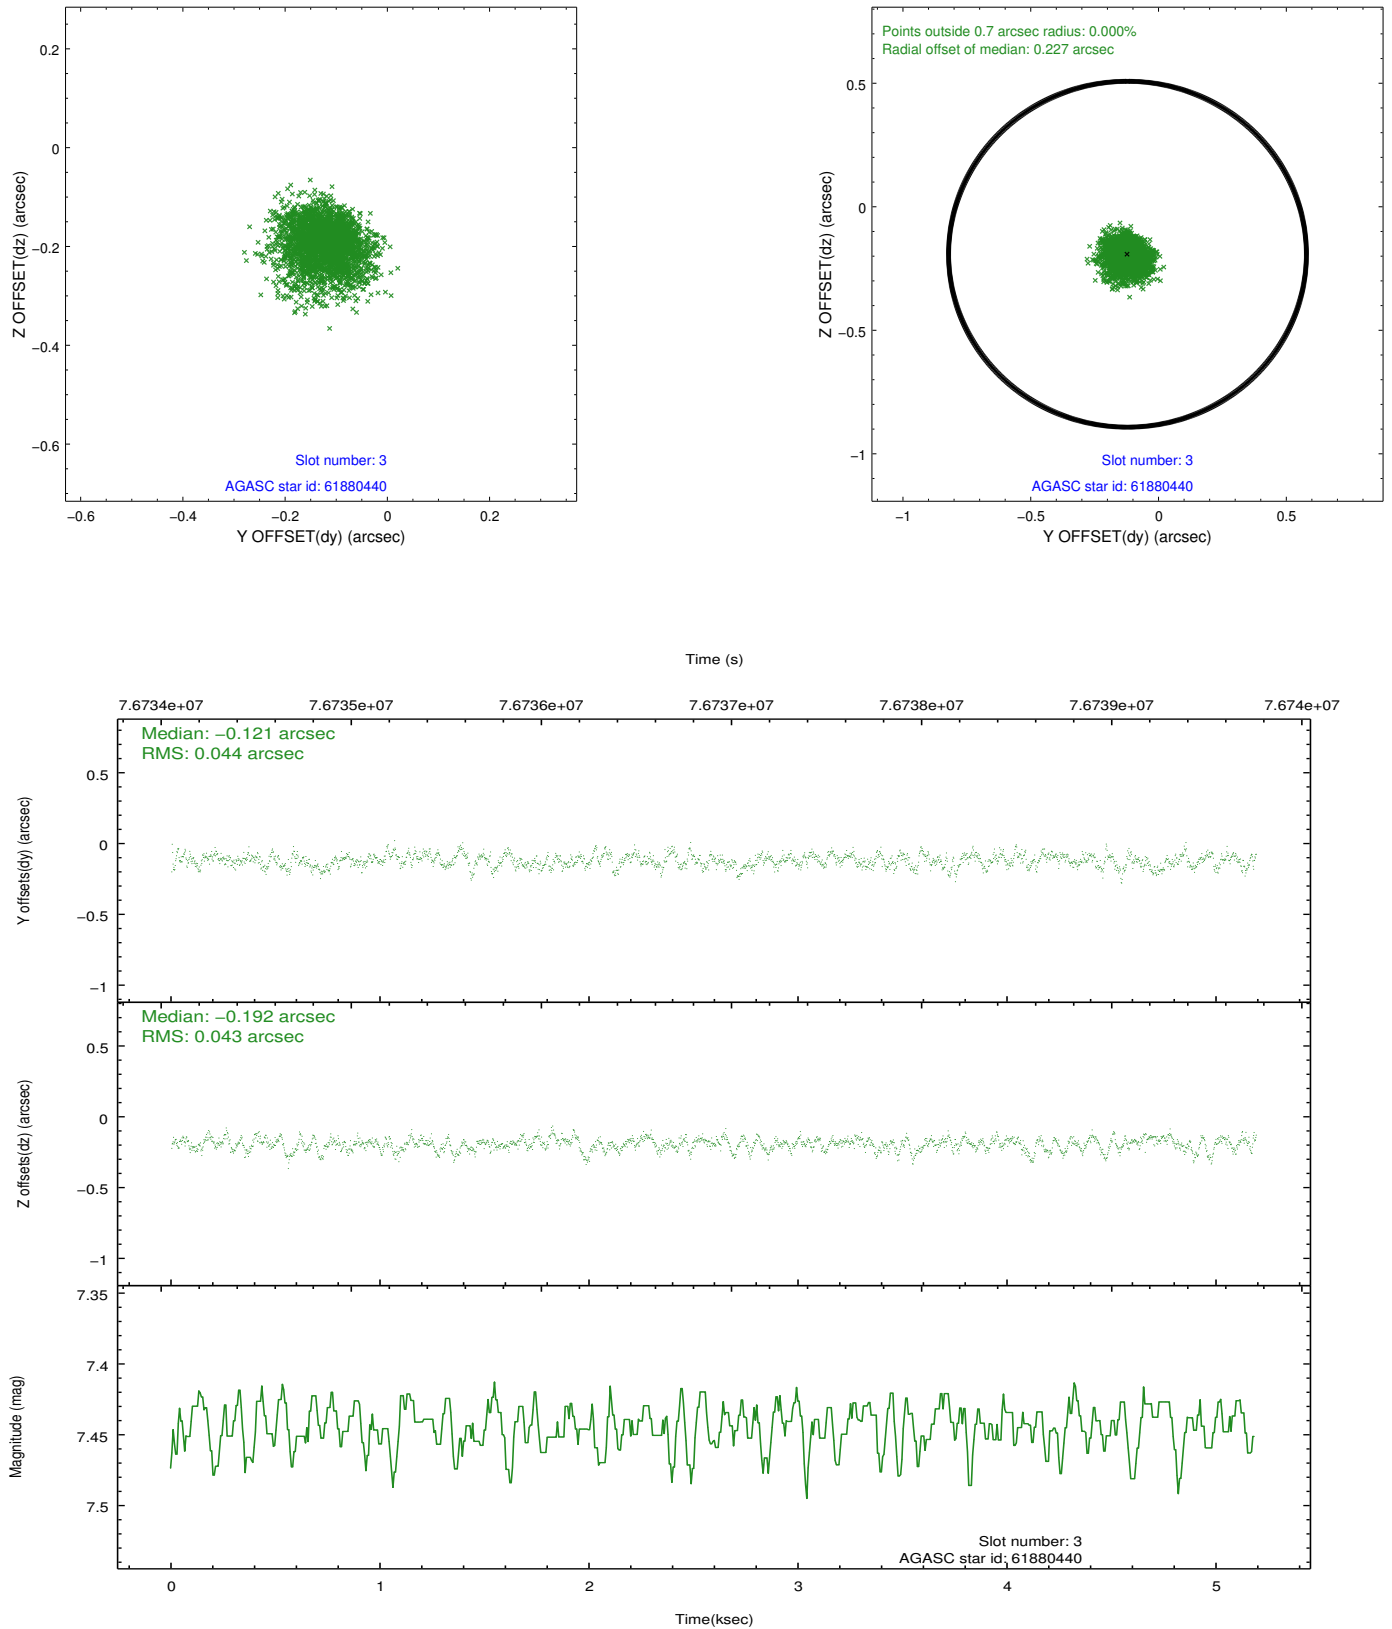 0.2
0
−0.2
−0.4
−0.6
Z OFFSET(dz) (arcsec)
Slot number: 3
AGASC star id: 61880440
−0.6
−0.4
−0.2
0
0.2
Y OFFSET(dy) (arcsec)
Points outside 0.7 arcsec radius: 0.000%
Radial offset of median: 0.227 arcsec
0.5
0
−0.5
−1
Z OFFSET(dz) (arcsec)
Slot number: 3
AGASC star id: 61880440
−1
−0.5
0
0.5
Y OFFSET(dy) (arcsec)
Time (s)
7.6734e+07
7.6735e+07
7.6736e+07
7.6737e+07
7.6738e+07
7.6739e+07
7.674e+07
Median: −0.121 arcsec
RMS: 0.044 arcsec
0.5
0
−0.5
−1
Y offsets(dy) (arcsec)
Median: −0.192 arcsec
RMS: 0.043 arcsec
0.5
0
−0.5
−1
Z offsets(dz) (arcsec)
7.35
7.4
7.45
7.5
Magnitude (mag)
Slot number: 3
AGASC star id: 61880440
0
1
2
3
4
5
Time(ksec)